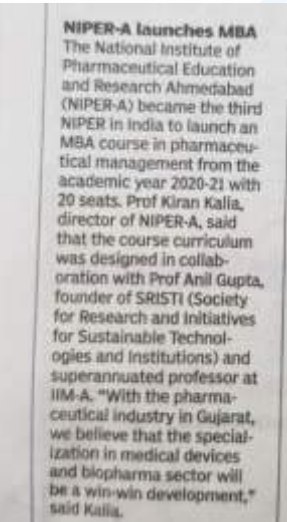 NIPER-A launches MBA
The National Institute of
Pharmaceutical Education
and Research Ahmedabad
(NIPER-A) became the third
NIPER in India to launch an
MBA course in pharmaceu-
tical management from the
academic year 2020-21 with
20 seats. Prof Kiran Kalia,
director of NIPER-A, said
that the course curriculum
was designed in collab-
oration with Prof Anil Gupta,
founder of SRISTI (Society
for Research and Initiatives
for Sustainable Technol-
ogies and Institutions) and
superannuated professor at
IIM-A. "With the pharma-
ceutical industry in Gujarat,
we believe that the special-
ization in medical devices
and biopharma sector will
be a win-win development,"
said Kalia.